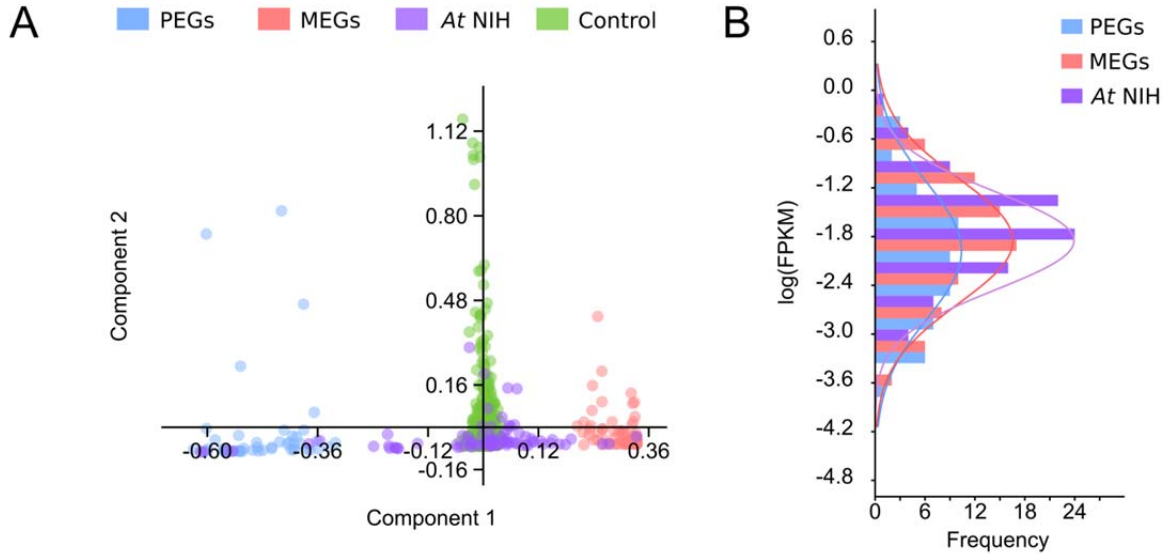 A
PEGs MEGs At NIH Control
Component 2
1.12
0.80
0.48
0.16
-0.16
-0.60 -0.36 -0.12 0.12 0.36
Component 1
B
PEGs
MEGs
At NIH
log(FPKM)
0.6
0.0
-0.6
-1.2
-1.8
-2.4
-3.0
-3.6
-4.2
-4.8
0 6 12 18 24
Frequency